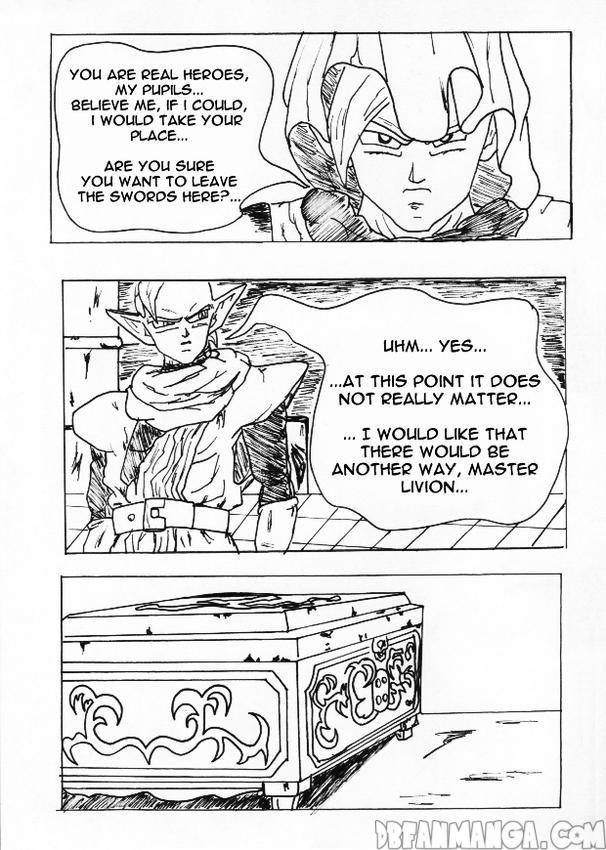 YOU ARE REAL HEROES,
MY PUPILS...
BELIEVE ME, IF I COULD,
I WOULD TAKE YOUR
PLACE...
ARE YOU SURE
YOU WANT TO LEAVE
THE SWORDS HERE?...
UHM... YES...
...AT THIS POINT IT DOES
NOT REALLY MATTER...
... I WOULD LIKE THAT
THERE WOULD BE
ANOTHER WAY, MASTER
LIVION...
DBFANMANGA.COM